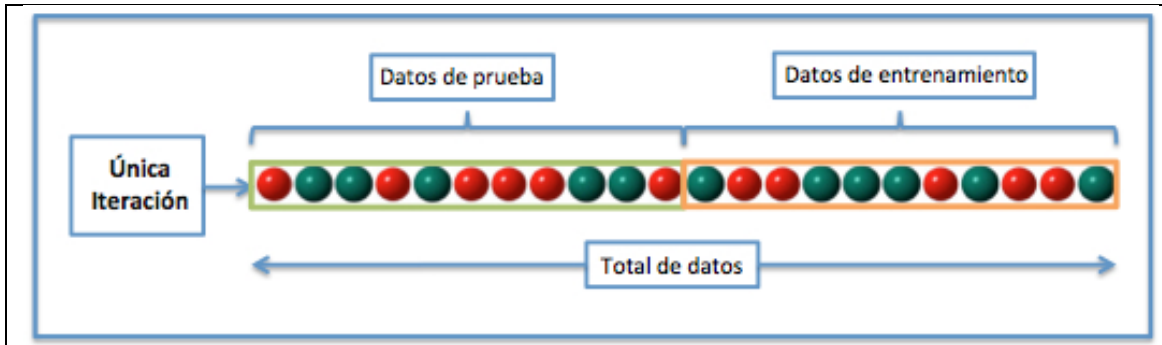 Datos de prueba
Datos de entrenamiento
Única
Iteración
Total de datos